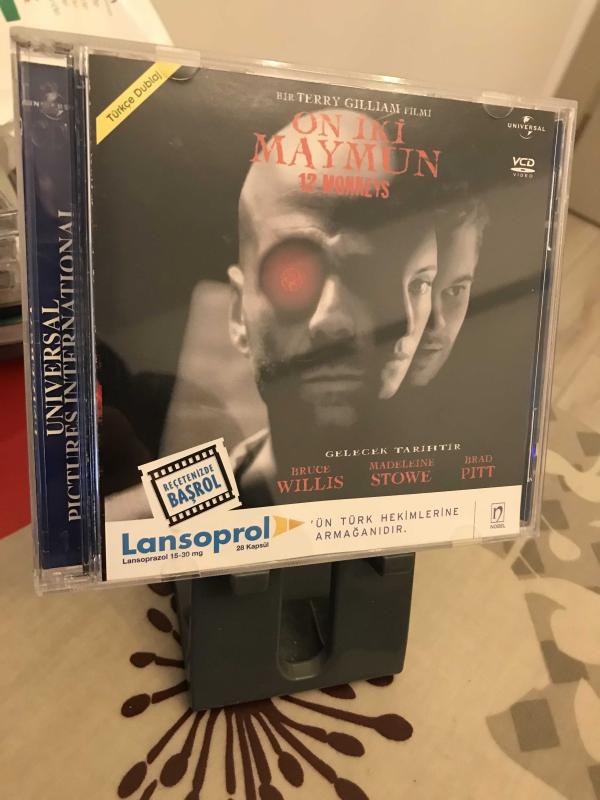 Türkçe Dublaj
BİR TERRY GILLIAM FİLMİ
ON İKİ
MAYMUN
12 MONKEYS
UNIVERSAL
VCD
VIDEO
UNIVERSAL
UNIVERSAL
PICTURES INTERNATIONAL
GELECEK TARİHTİR
BRUCE
WILLIS
MADELEINE
STOWE
BRAD
PITT
REÇETENİZDE
BAŞROL
Lansoprol
Lansoprazol 15-30 mg
28 Kapsül
'ÜN TÜRK HEKİMLERİNE
ARMAĞANIDIR.
NOBEL